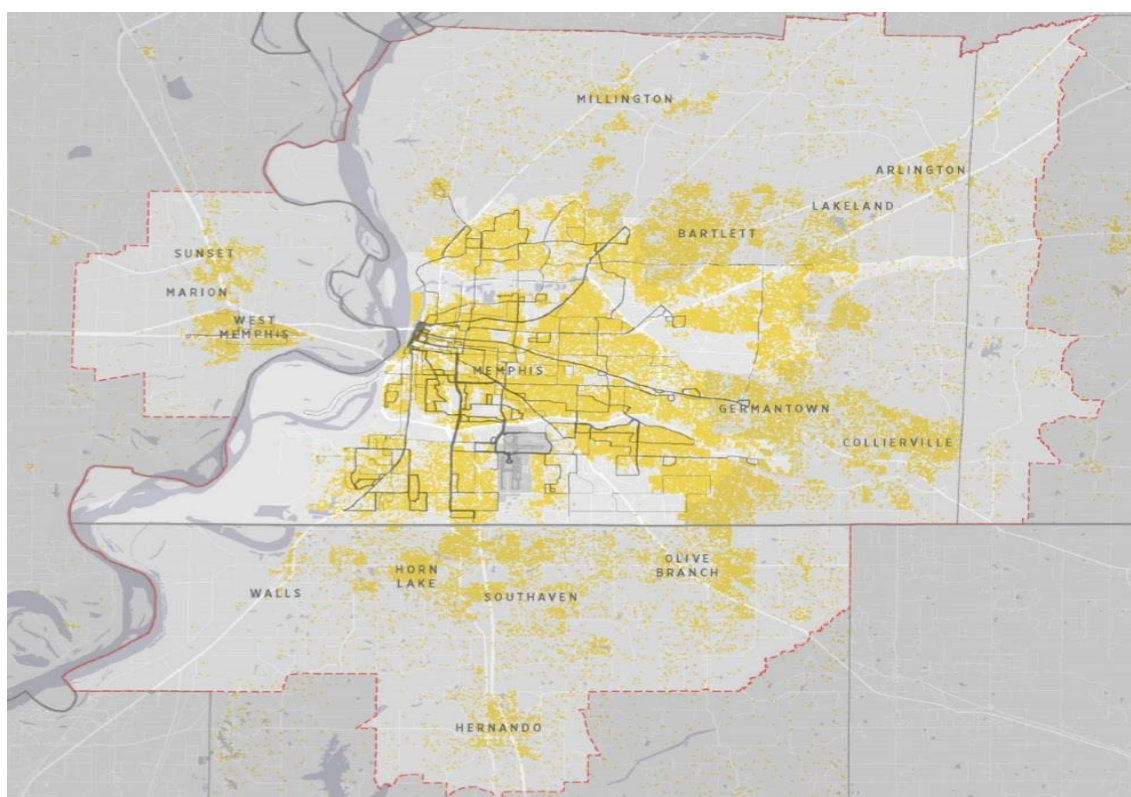 MILLINGTON
ARLINGTON
LAKELAND
BARTLETT
SUNSET
MARION
WEST
MEMPHIS
MEMPHIS
GERMANTOWN
COLLIERVILLE
OLIVE
BRANCH
HORN
LAKE
WALLS
SOUTHAVEN
HERNANDO